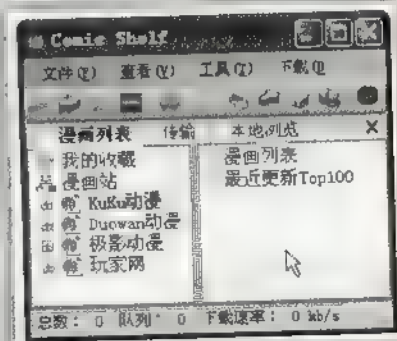 Comic Shelf
文件(F) 查看(V) 工具(T) 下载(D)
漫画列表 传输 本地浏览
我的收藏
漫画站
KuKu动漫
Duowan动漫
极影动漫
玩家网
漫画列表
最近更新Top100
总数: 0 队列: 0 下载速率: 0 kb/s